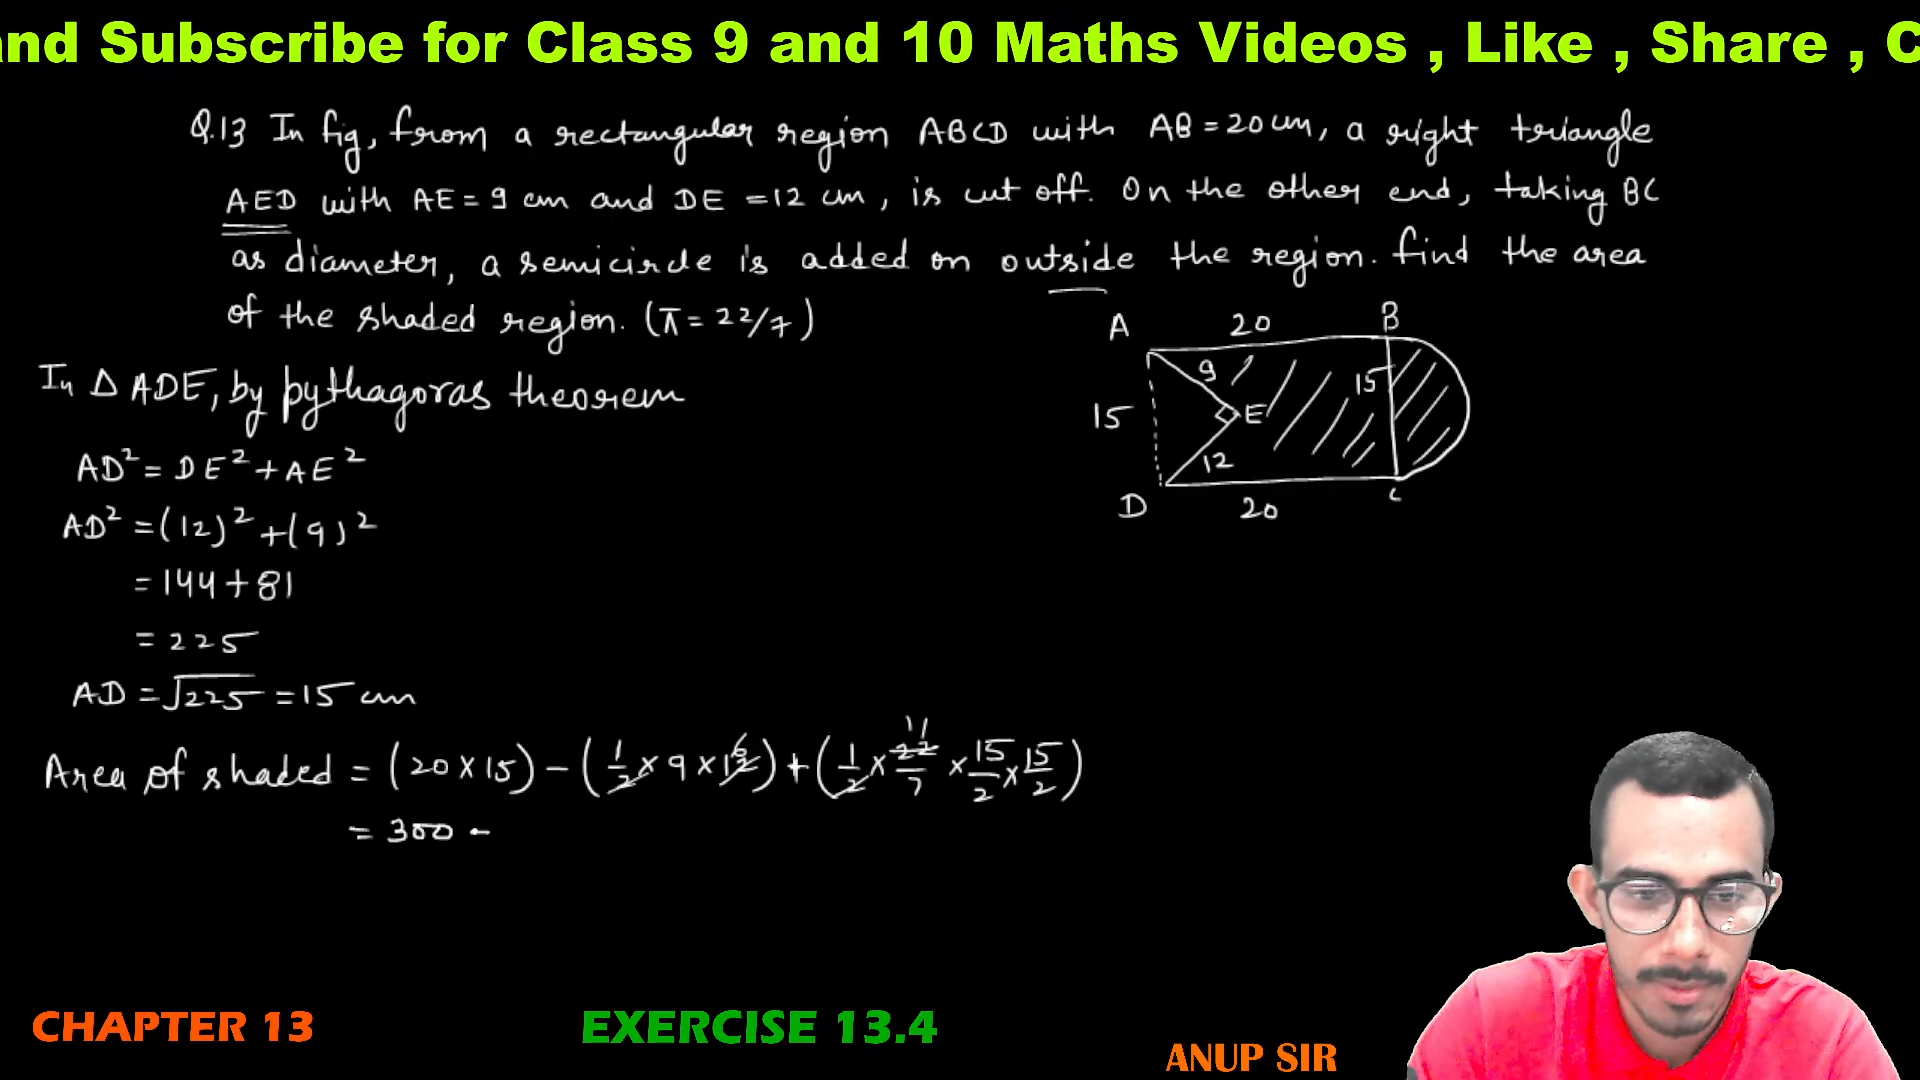 nd Subscribe for Class 9 and 10 Maths Videos , Like , Share , C
Q.13 In fig, from a rectangular region ABCD with AB = 20 cm, a right triangle
AED with AE = 9 cm and DE = 12 cm, is cut off. On the other end, taking BC
as diameter, a semicircle is added on outside the region. find the area
of the shaded region. (π = 22/7)
A 20 B
9 15
15 E
12
D 20 C
In Δ ADE, by pythagoras theorem
AD² = DE² + AE²
AD² = (12)² + (9)²
= 144 + 81
= 225
AD = √225 = 15 cm
11
Area of shaded = (20 × 15) − (1/2 × 9 × 12 6) + (1/2 × 22/7 × 15/2 × 15/2)
= 300 -
CHAPTER 13
EXERCISE 13.4
ANUP SIR